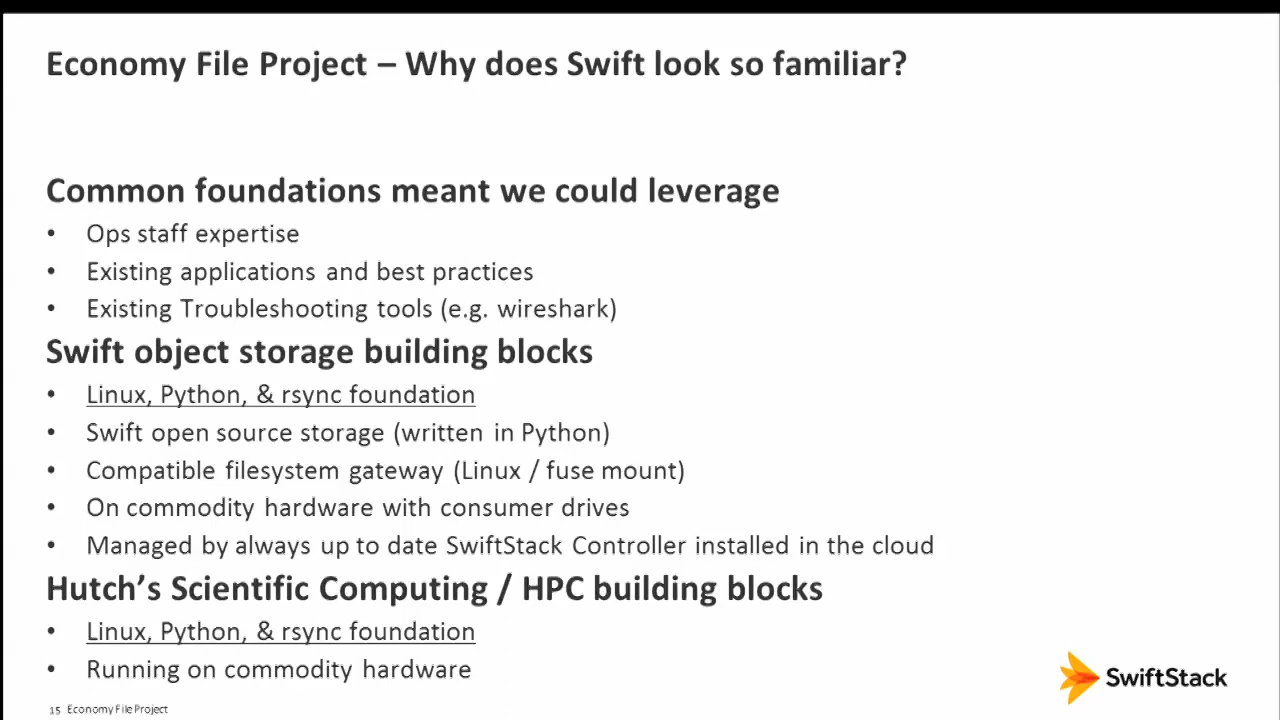 Economy File Project – Why does Swift look so familiar?
Common foundations meant we could leverage
• Ops staff expertise
• Existing applications and best practices
• Existing Troubleshooting tools (e.g. wireshark)
Swift object storage building blocks
• Linux, Python, & rsync foundation
• Swift open source storage (written in Python)
• Compatible filesystem gateway (Linux / fuse mount)
• On commodity hardware with consumer drives
• Managed by always up to date SwiftStack Controller installed in the cloud
Hutch’s Scientific Computing / HPC building blocks
• Linux, Python, & rsync foundation
• Running on commodity hardware
SwiftStack
15 Economy File Project